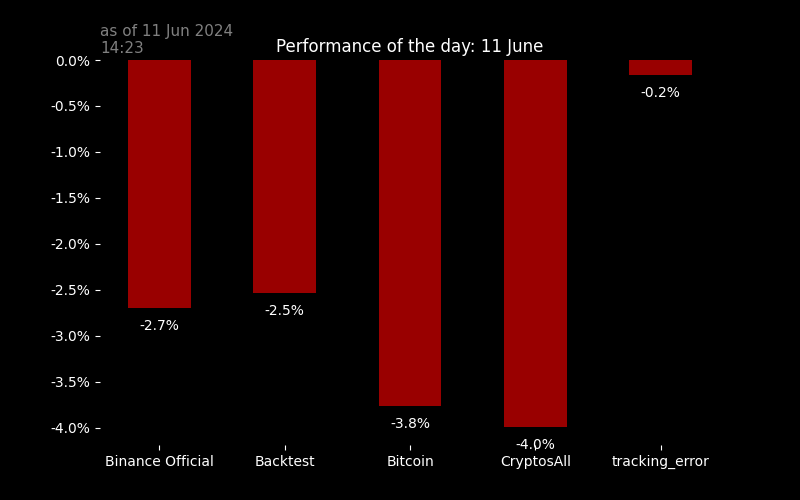 as of 11 Jun 2024
14:23
Performance of the day: 11 June
0.0%
-0.5%
-1.0%
-1.5%
-2.0%
-2.5%
-3.0%
-3.5%
-4.0%
-2.7%
-2.5%
-3.8%
-4.0%
-0.2%
Binance Official
Backtest
Bitcoin
CryptosAll
tracking_error